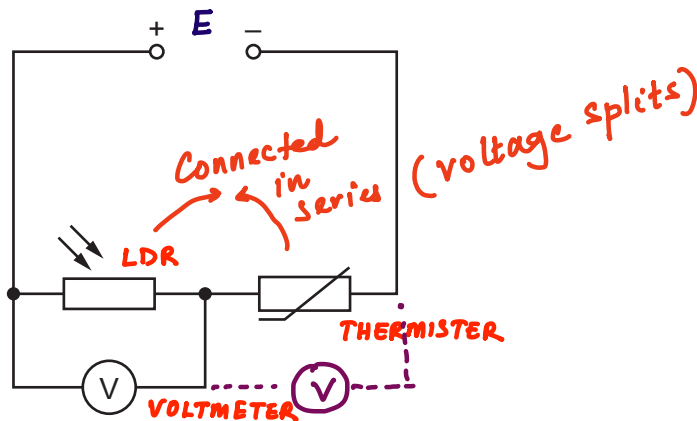 + E −
Connected
in
series
(voltage splits)
LDR
THERMISTER
V
V
VOLTMETER